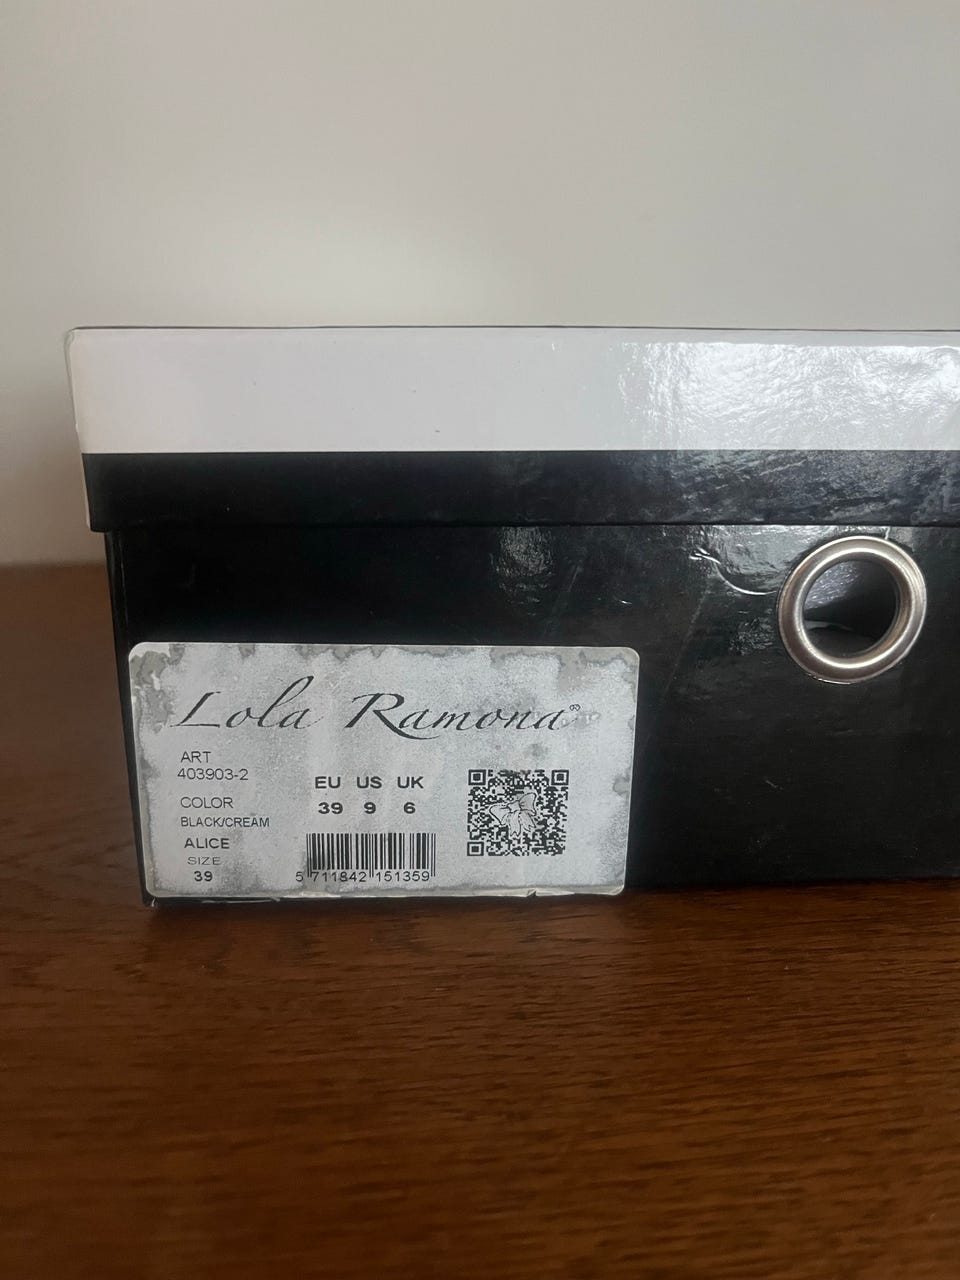 Lola Ramona®
ART
403903-2
COLOR
BLACK/CREAM
ALICE
SIZE
39
EU US UK
39 9 6
5 711842 151359